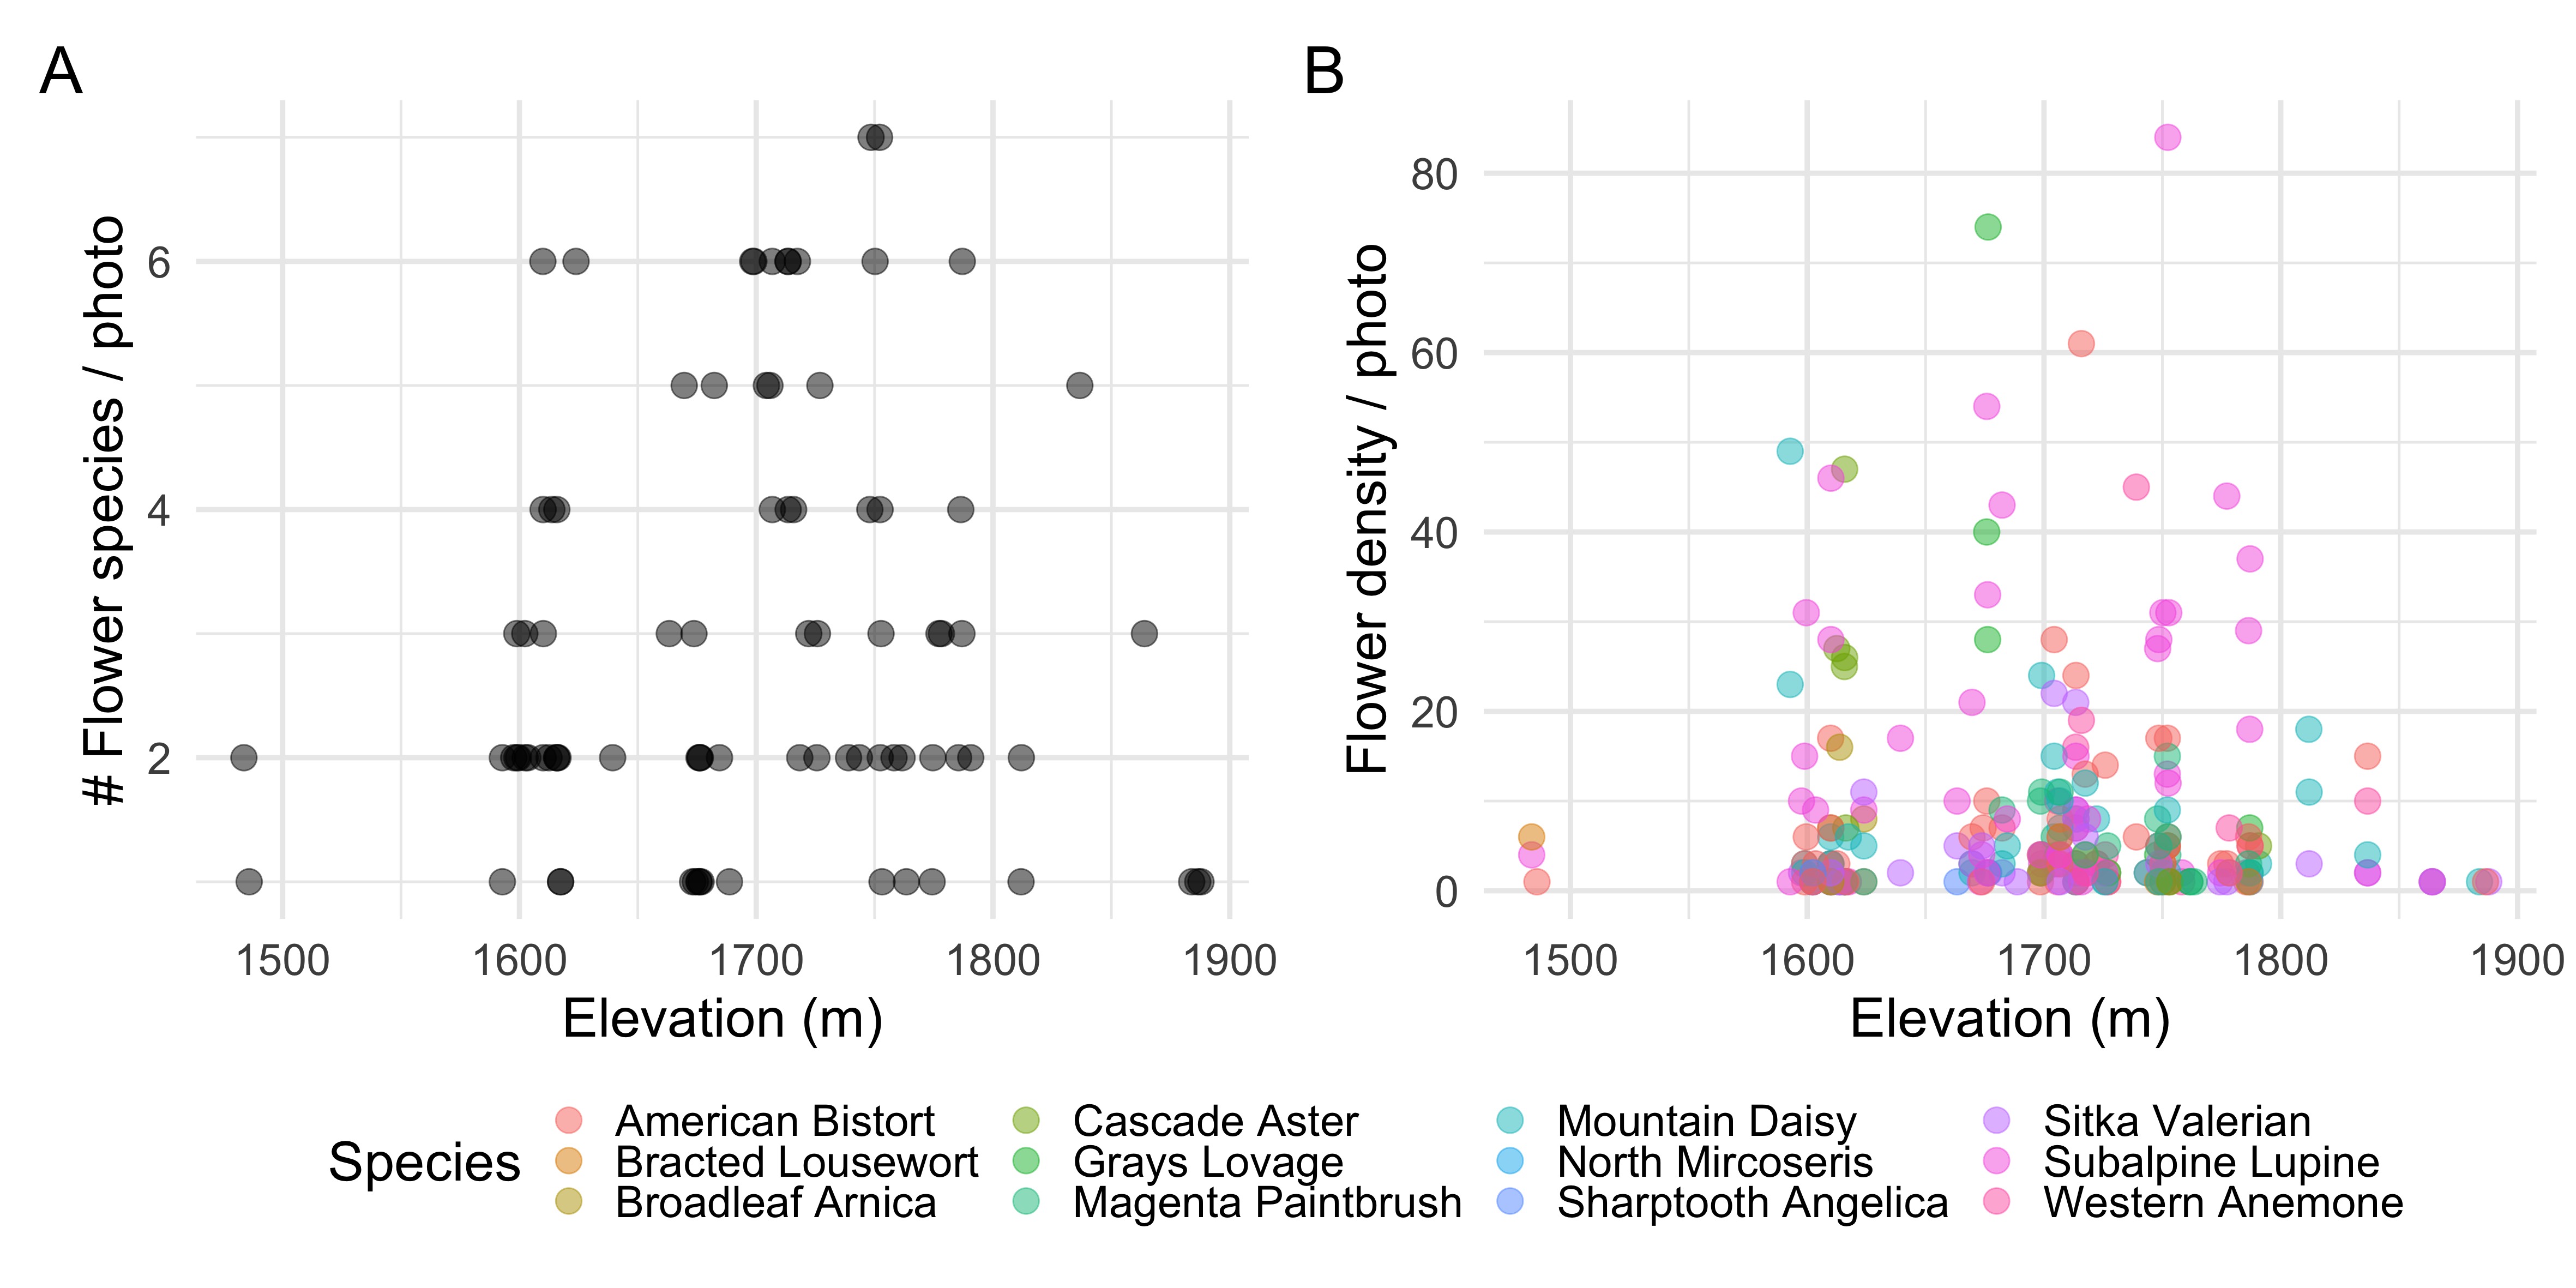 A
B
# Flower species / photo
6
4
2
1500 1600 1700 1800 1900
Elevation (m)
Flower density / photo
80
60
40
20
0
1500 1600 1700 1800 1900
Elevation (m)
Species
American Bistort
Bracted Lousewort
Broadleaf Arnica
Cascade Aster
Grays Lovage
Magenta Paintbrush
Mountain Daisy
North Mircoseris
Sharptooth Angelica
Sitka Valerian
Subalpine Lupine
Western Anemone